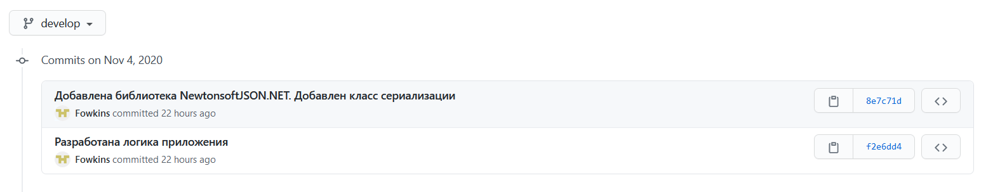 develop
Commits on Nov 4, 2020
Добавлена библиотека NewtonsoftJSON.NET. Добавлен класс сериализации
Fowkins committed 22 hours ago
8e7c71d
Разработана логика приложения
Fowkins committed 22 hours ago
f2e6dd4